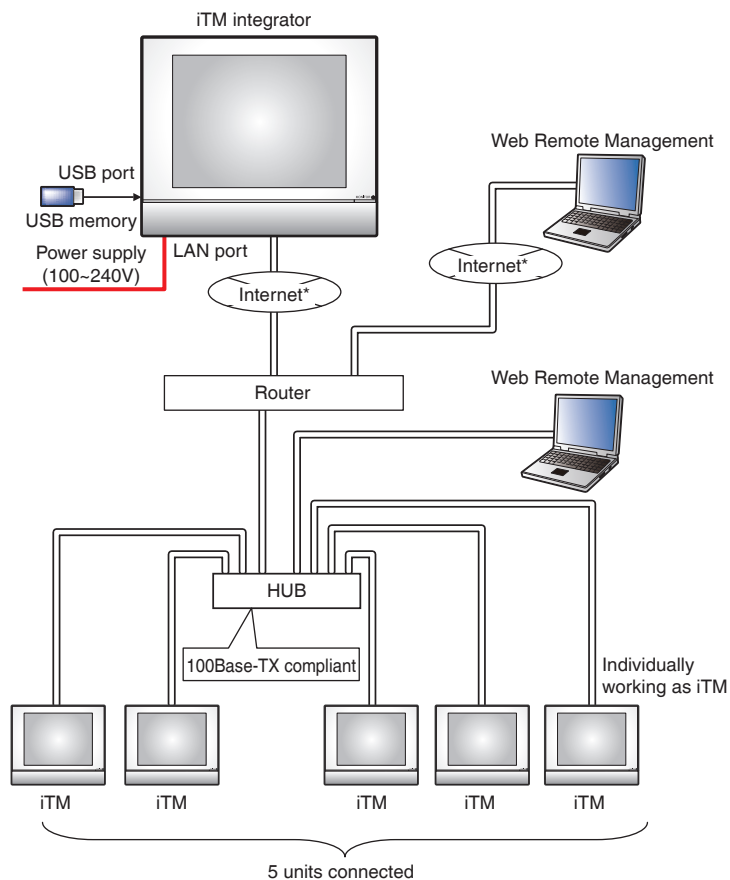 iTM integrator
Web Remote Management
USB port
USB memory
Power supply
(100~240V)
LAN port
Internet*
Internet*
Router
Web Remote Management
HUB
100Base-TX compliant
Individually
working as iTM
iTM
iTM
iTM
iTM
iTM
5 units connected